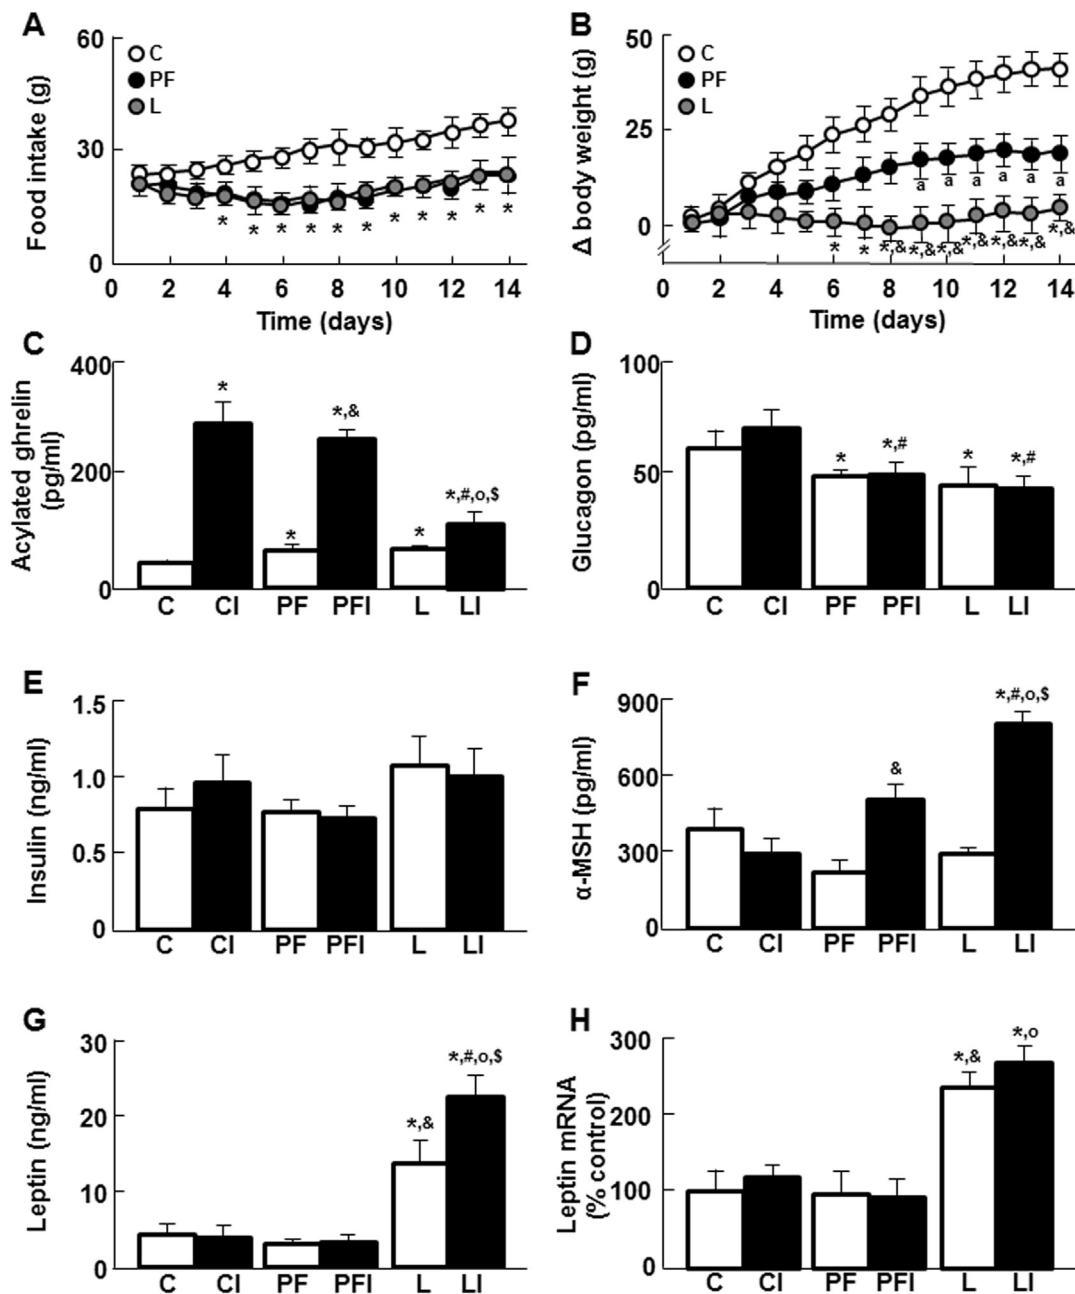 A
60
30
0
Food intake (g)
C
PF
L
* * * * * * * * * * *
0 2 4 6 8 10 12 14
Time (days)
B
50
25
0
Δ body weight (g)
C
PF
L
a a a a a a
* * *,& *,& *,& *,& *,& *,& *,&
0 2 4 6 8 10 12 14
Time (days)
C
400
200
0
Acylated ghrelin
(pg/ml)
* * *,& * *,#,o,$
C CI PF PFI L LI
D
100
50
0
Glucagon (pg/ml)
* *,# * *,#
C CI PF PFI L LI
E
1.5
1.0
0.5
0
Insulin (ng/ml)
C CI PF PFI L LI
F
900
600
300
0
α-MSH (pg/ml)
& *,#,o,$
C CI PF PFI L LI
G
30
20
10
0
Leptin (ng/ml)
*,& *,#,o,$
C CI PF PFI L LI
H
300
200
100
0
Leptin mRNA
(% control)
*,& *,o
C CI PF PFI L LI